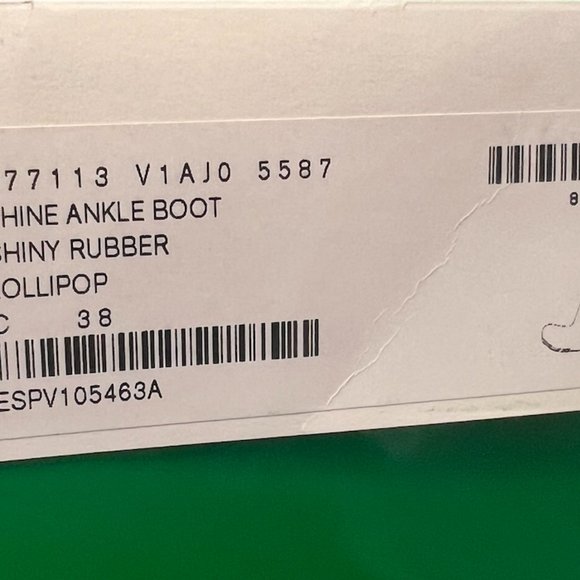 77113 V1AJ0 5587
HINE ANKLE BOOT
SHINY RUBBER
OLLIPOP
C 38
ESPV105463A
8